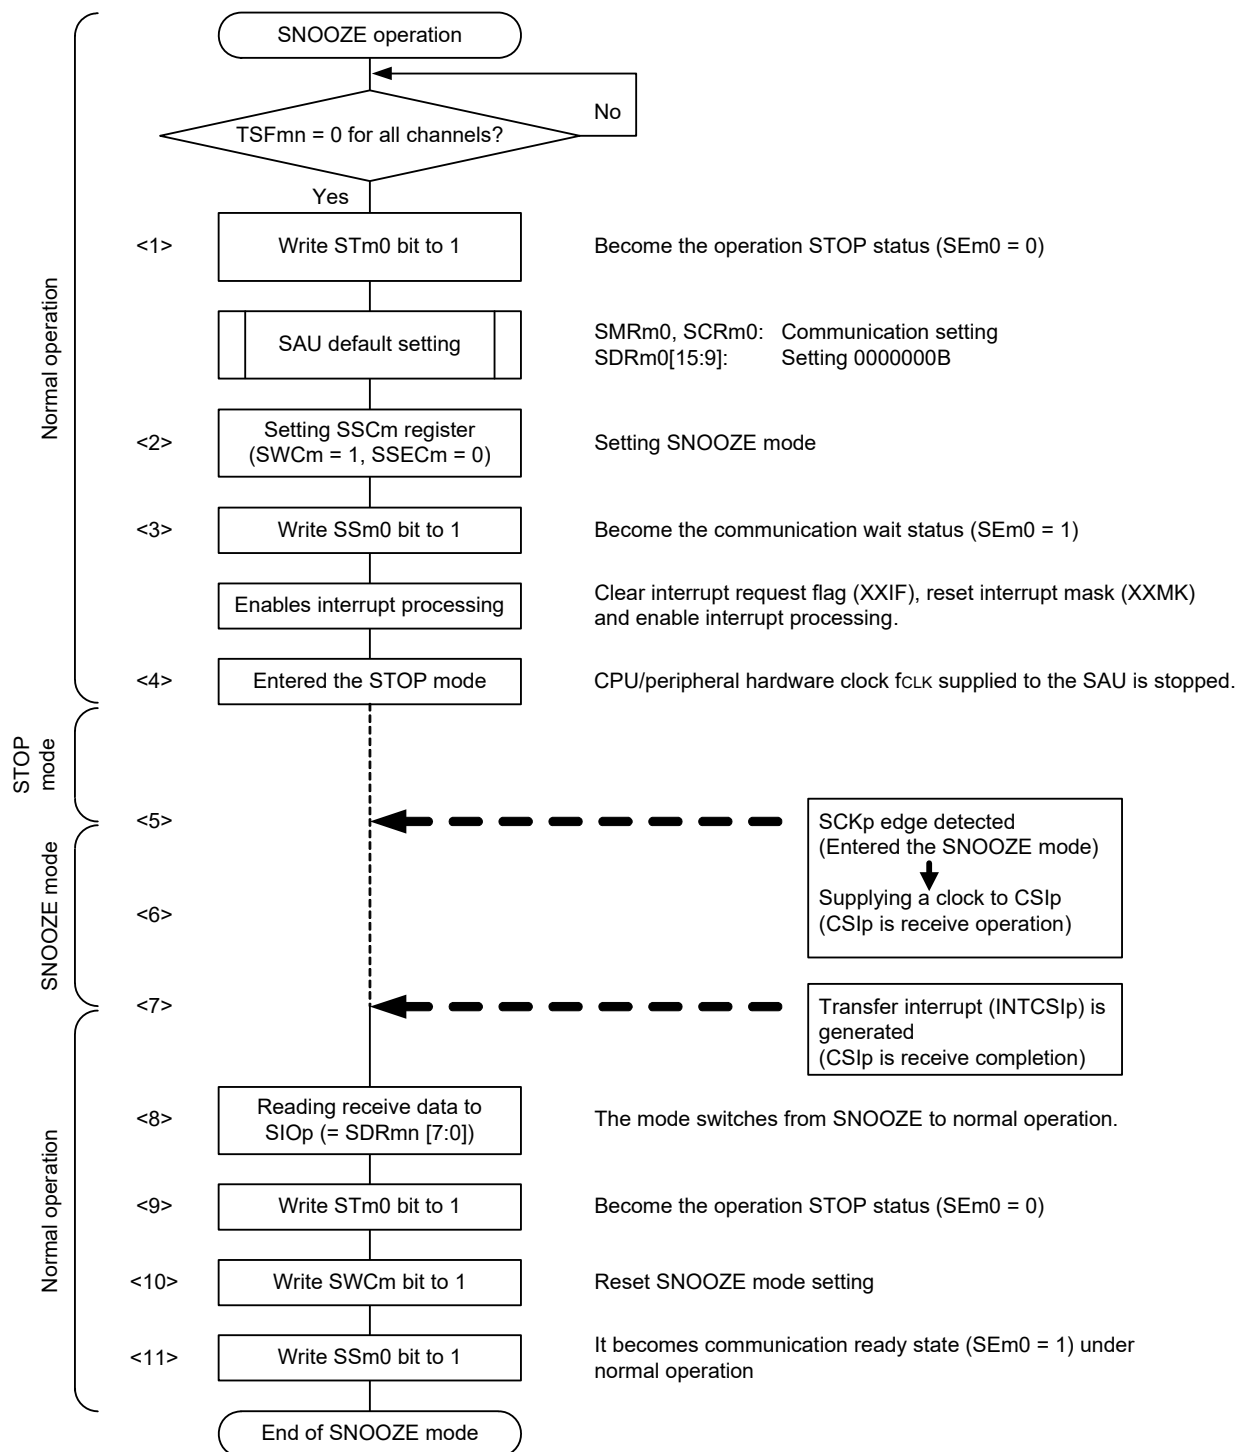 SNOOZE operation
No
TSFmn = 0 for all channels?
Yes
<1> Write STm0 bit to 1 Become the operation STOP status (SEm0 = 0)
SAU default setting
SMRm0, SCRm0: Communication setting
SDRm0[15:9]: Setting 0000000B
Normal operation
<2> Setting SSCm register
(SWCm = 1, SSECm = 0)
Setting SNOOZE mode
<3> Write SSm0 bit to 1 Become the communication wait status (SEm0 = 1)
Enables interrupt processing
Clear interrupt request flag (XXIF), reset interrupt mask (XXMK)
and enable interrupt processing.
<4> Entered the STOP mode CPU/peripheral hardware clock fCLK supplied to the SAU is stopped.
STOP
mode
<5>
SCKp edge detected
(Entered the SNOOZE mode)
Supplying a clock to CSIp
(CSIp is receive operation)
SNOOZE mode
<6>
<7>
Transfer interrupt (INTCSIp) is
generated
(CSIp is receive completion)
<8> Reading receive data to
SIOp (= SDRmn [7:0])
The mode switches from SNOOZE to normal operation.
Normal operation
<9> Write STm0 bit to 1 Become the operation STOP status (SEm0 = 0)
<10> Write SWCm bit to 1 Reset SNOOZE mode setting
<11> Write SSm0 bit to 1
It becomes communication ready state (SEm0 = 1) under
normal operation
End of SNOOZE mode